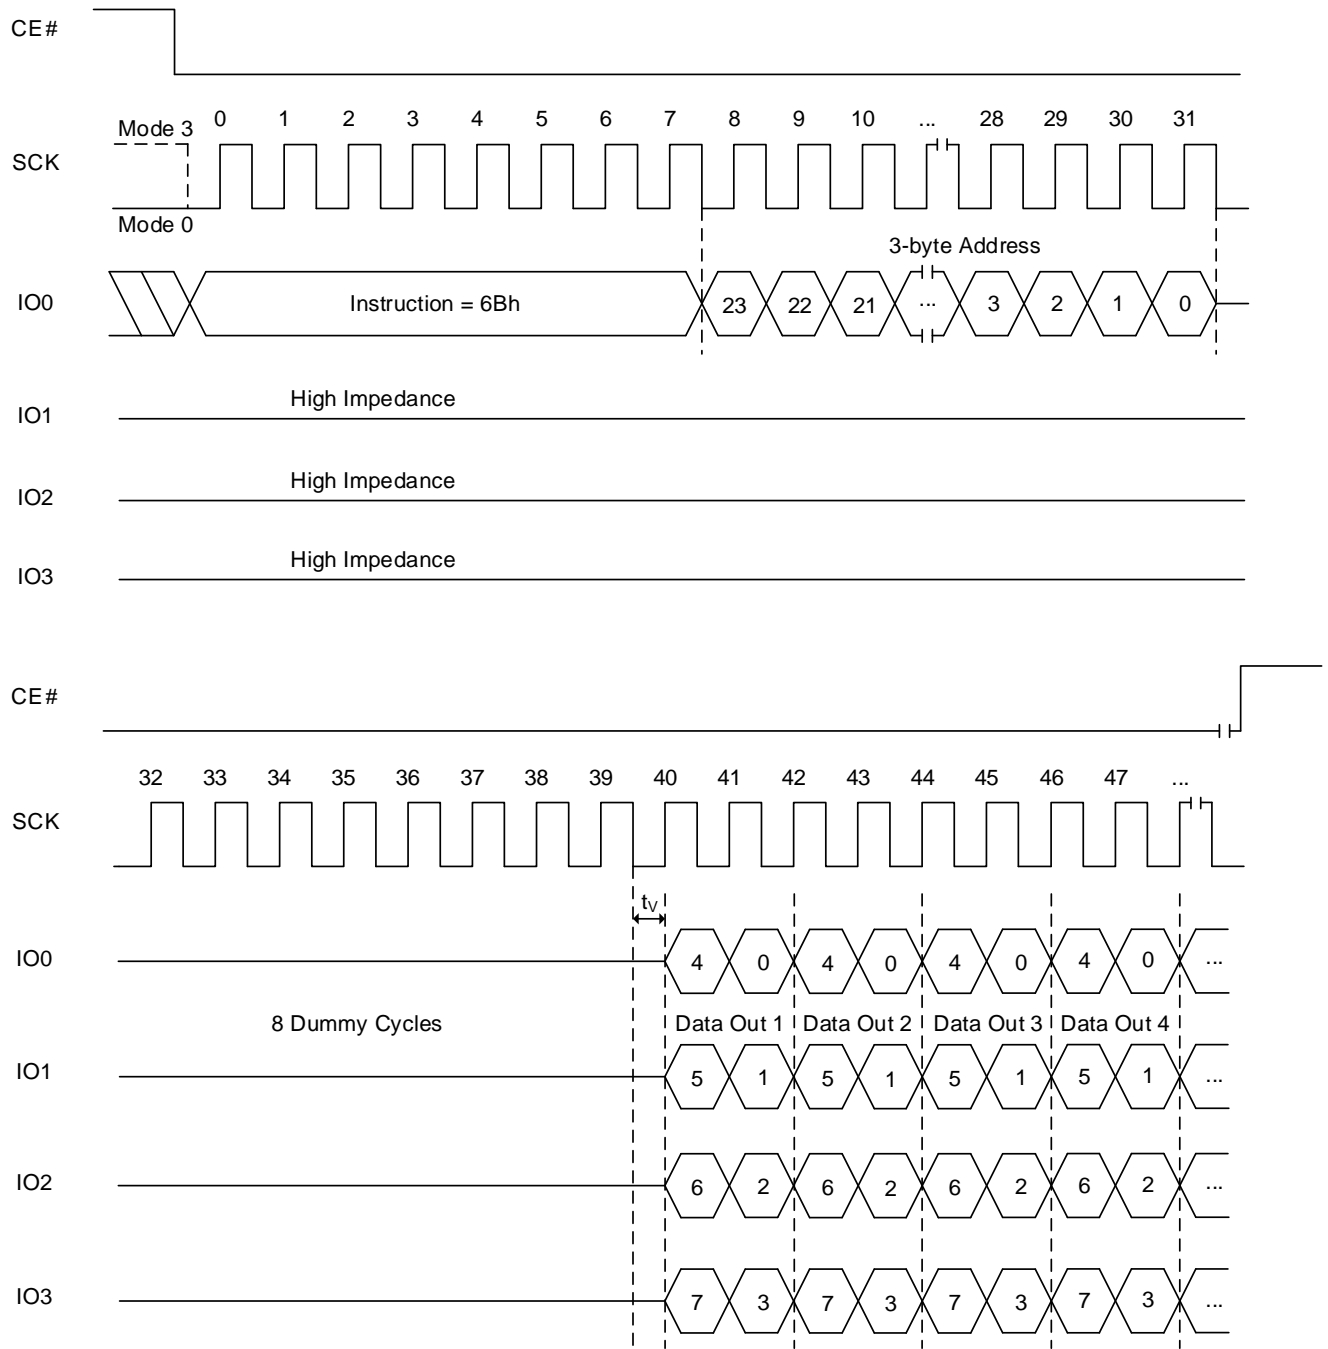 CE#
Mode 3 0 1 2 3 4 5 6 7 8 9 10 ... 28 29 30 31
SCK
Mode 0
3-byte Address
IO0 Instruction = 6Bh 23 22 21 ... 3 2 1 0
High Impedance
IO1
High Impedance
IO2
High Impedance
IO3
CE#
32 33 34 35 36 37 38 39 40 41 42 43 44 45 46 47 ...
SCK
tV
IO0 4 0 4 0 4 0 4 0 ...
8 Dummy Cycles Data Out 1 Data Out 2 Data Out 3 Data Out 4
IO1 5 1 5 1 5 1 5 1 ...
IO2 6 2 6 2 6 2 6 2 ...
IO3 7 3 7 3 7 3 7 3 ...